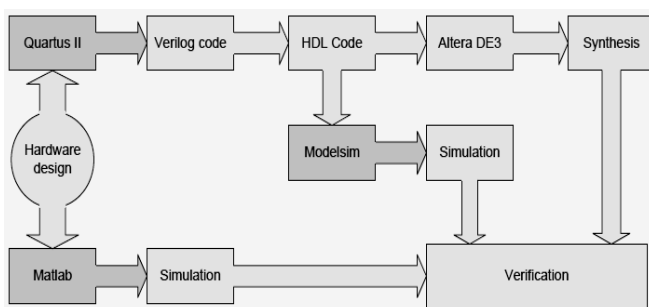 Quartus II
Verilog code
HDL Code
Altera DE3
Synthesis
Hardware
design
Modelsim
Simulation
Matlab
Simulation
Verification